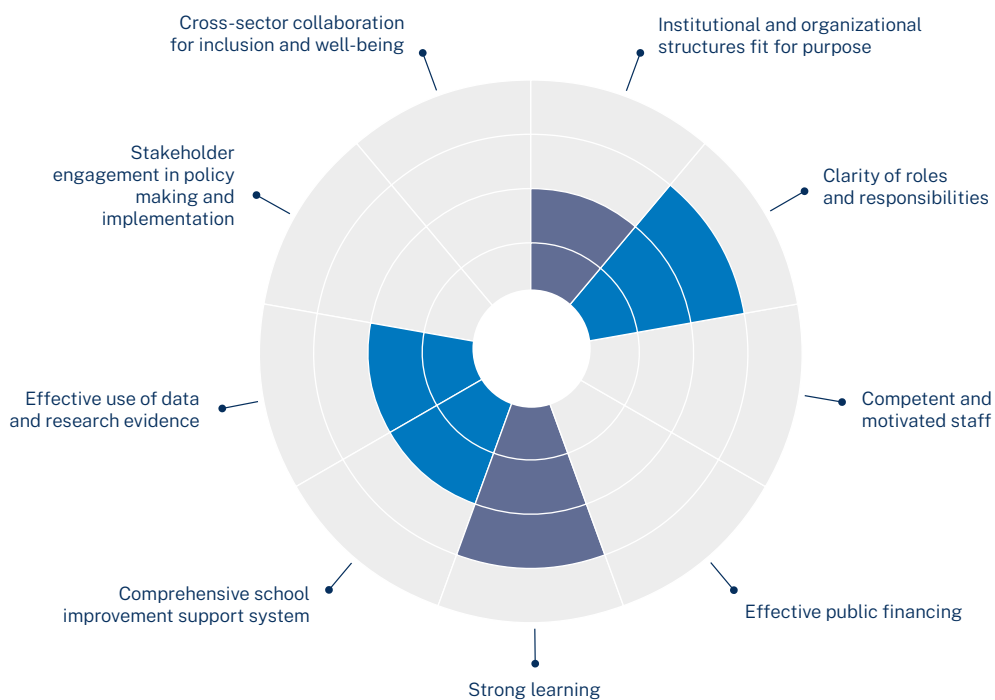 Cross-sector collaboration
for inclusion and well-being
Institutional and organizational
structures fit for purpose
Stakeholder
engagement in policy
making and
implementation
Clarity of roles
and responsibilities
Effective use of data
and research evidence
Competent and
motivated staff
Comprehensive school
improvement support system
Effective public financing
Strong learning